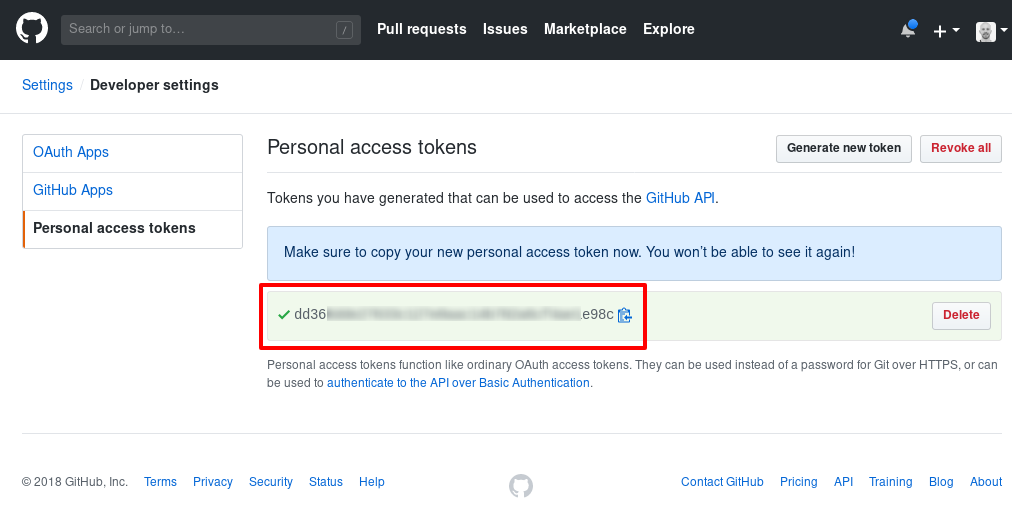 Search or jump to… / Pull requests Issues Marketplace Explore
Settings / Developer settings
OAuth Apps
GitHub Apps
Personal access tokens
Personal access tokens Generate new token Revoke all
Tokens you have generated that can be used to access the GitHub API.
Make sure to copy your new personal access token now. You won’t be able to see it again!
dd36 e98c Delete
Personal access tokens function like ordinary OAuth access tokens. They can be used instead of a password for Git over HTTPS, or can
be used to authenticate to the API over Basic Authentication.
© 2018 GitHub, Inc. Terms Privacy Security Status Help Contact GitHub Pricing API Training Blog About